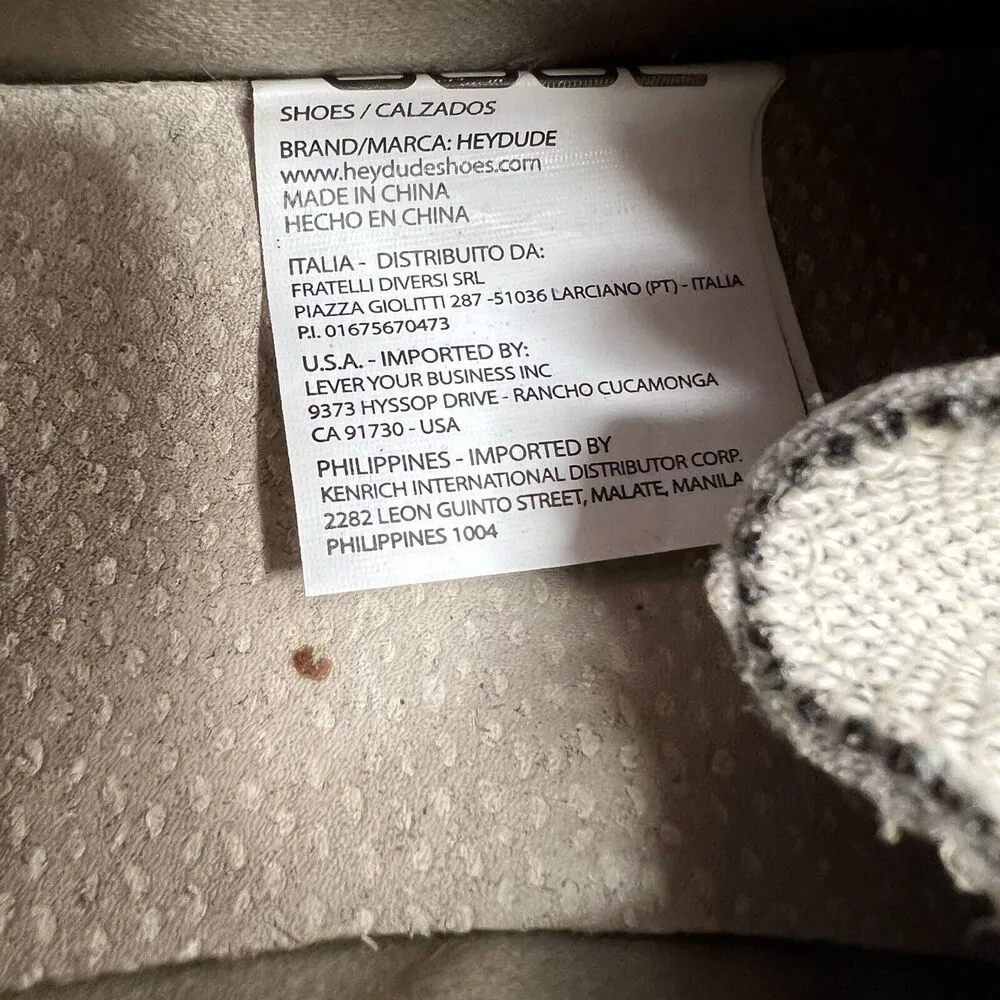 SHOES / CALZADOS
BRAND/MARCA: HEYDUDE
www.heydudeshoes.com
MADE IN CHINA
HECHO EN CHINA
ITALIA - DISTRIBUITO DA:
FRATELLI DIVERSI SRL
PIAZZA GIOLITTI 287 -51036 LARCIANO (PT) - ITALIA
P.I. 01675670473
U.S.A. - IMPORTED BY:
LEVER YOUR BUSINESS INC
9373 HYSSOP DRIVE - RANCHO CUCAMONGA
CA 91730 - USA
PHILIPPINES - IMPORTED BY
KENRICH INTERNATIONAL DISTRIBUTOR CORP.
2282 LEON GUINTO STREET, MALATE, MANILA
PHILIPPINES 1004